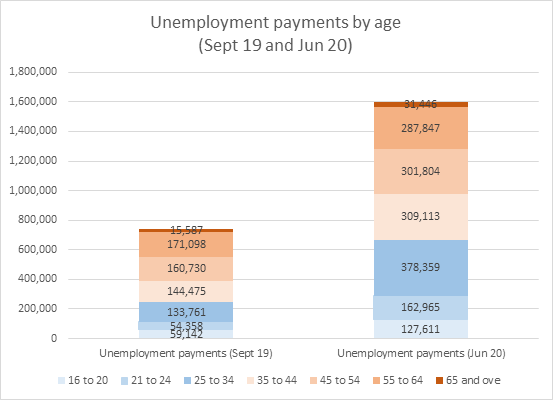 Unemployment payments by age
(Sept 19 and Jun 20)
1,800,000
1,600,000
1,400,000
1,200,000
1,000,000
800,000
600,000
400,000
200,000
0
15,587
171,098
160,730
144,475
133,761
54,358
59,142
31,446
287,847
301,804
309,113
378,359
162,965
127,611
Unemployment payments (Sept 19)
Unemployment payments (Jun 20)
16 to 20
21 to 24
25 to 34
35 to 44
45 to 54
55 to 64
65 and ove